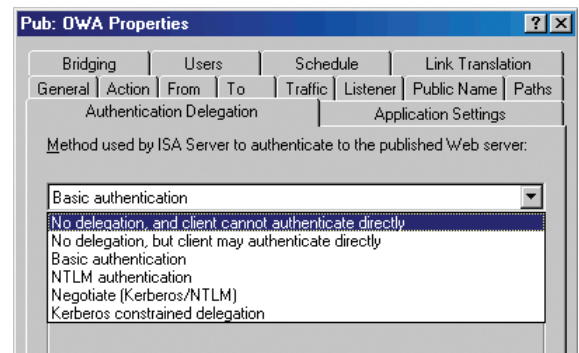 Pub: OWA Properties
Bridging Users Schedule Link Translation
General Action From To Traffic Listener Public Name Paths
Authentication Delegation Application Settings
Method used by ISA Server to authenticate to the published Web server:
Basic authentication
No delegation, and client cannot authenticate directly
No delegation, but client may authenticate directly
Basic authentication
NTLM authentication
Negotiate (Kerberos/NTLM)
Kerberos constrained delegation